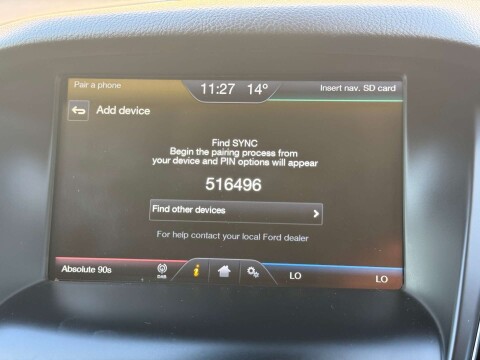 Pair a phone
11:27 14°
Insert nav. SD card
Add device
Find SYNC
Begin the pairing process from
your device and PIN options will appear
516496
Find other devices
For help contact your local Ford dealer
Absolute 90s
DAB
i
LO
LO